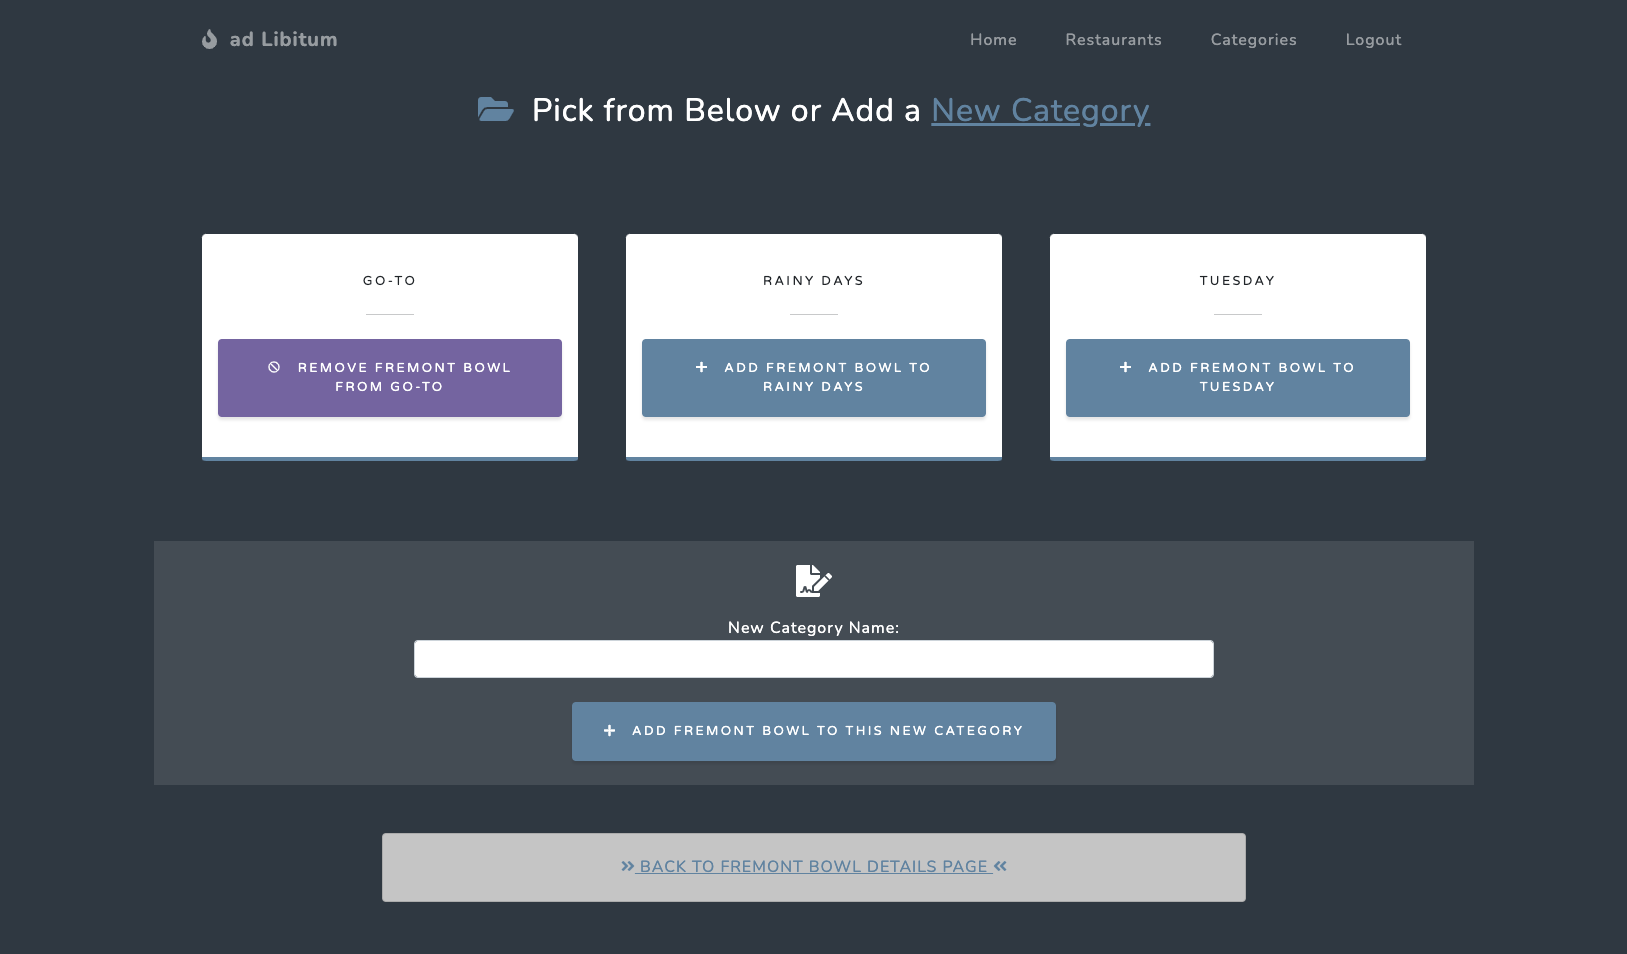 ad Libitum
Home
Restaurants
Categories
Logout
Pick from Below or Add a New Category
GO-TO
REMOVE FREMONT BOWL
FROM GO-TO
RAINY DAYS
ADD FREMONT BOWL TO
RAINY DAYS
TUESDAY
ADD FREMONT BOWL TO
TUESDAY
New Category Name:
ADD FREMONT BOWL TO THIS NEW CATEGORY
BACK TO FREMONT BOWL DETAILS PAGE